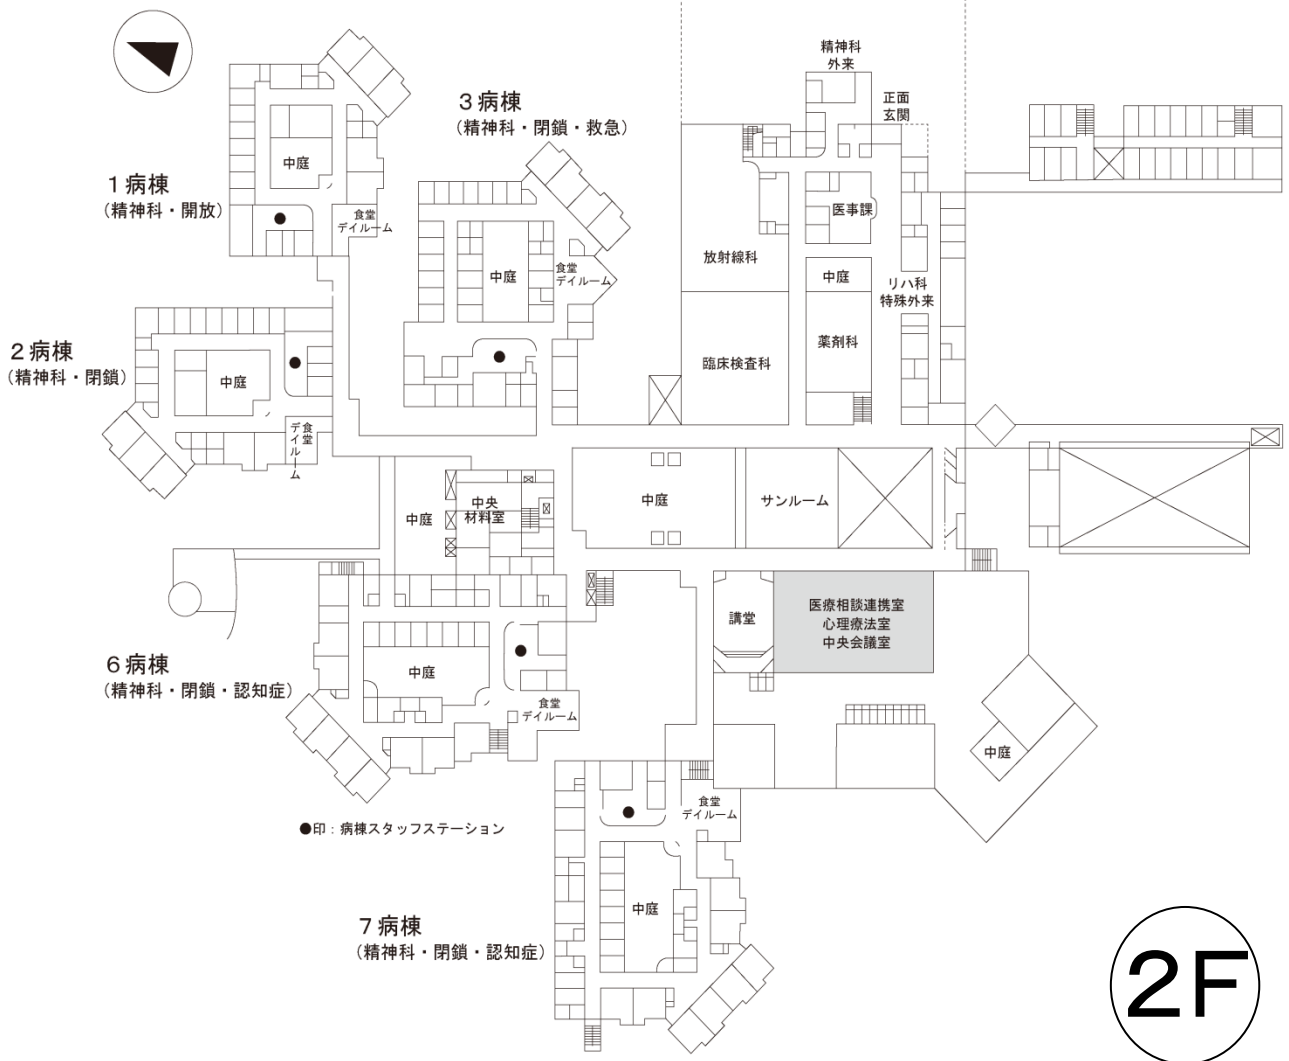 精神科
外来
正面
玄関
3病棟
(精神科・閉鎖・救急)
中庭
1病棟
(精神科・開放)
食堂
デイルーム
医事課
放射線科
中庭
食堂
デイルーム
中庭
リハ科
特殊外来
2病棟
(精神科・閉鎖)
中庭
薬剤科
臨床検査科
食堂
デイルーム
中庭
中央
材料室
中庭
サンルーム
講堂
医療相談連携室
心理療法室
中央会議室
6病棟
(精神科・閉鎖・認知症)
中庭
食堂
デイルーム
中庭
食堂
デイルーム
●印:病棟スタッフステーション
7病棟
(精神科・閉鎖・認知症)
中庭
2F